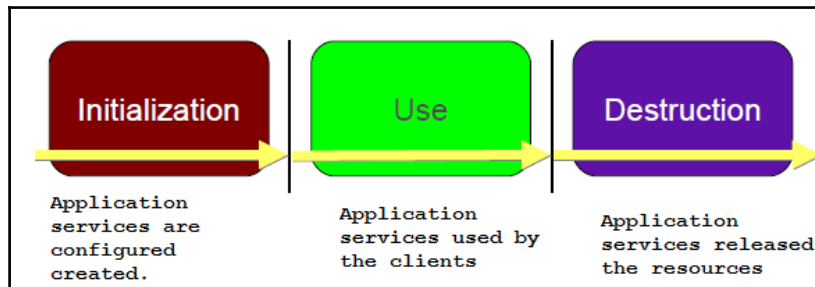 Initialization
Use
Destruction
Application
services are
configured
created.
Application
services used by
the clients
Application
services released
the resources